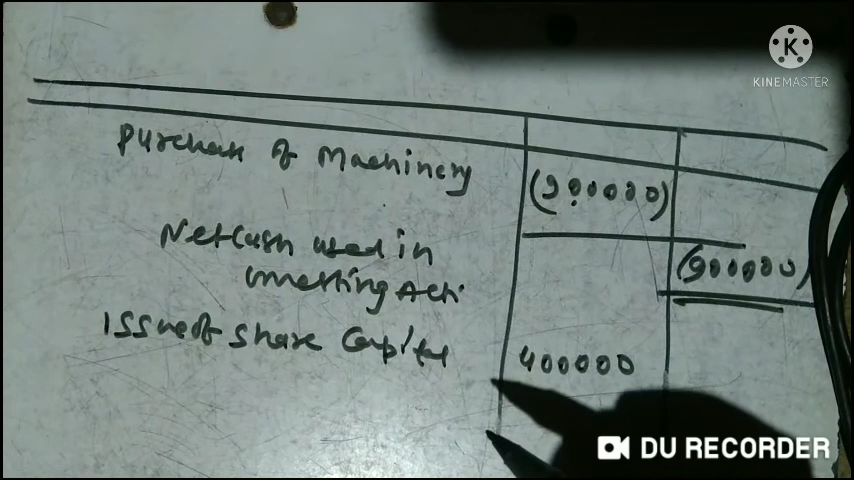 K
KINEMASTER
Purchase of Machinery
(900000)
Net Cash used in
Investing Acti
(900000)
Issue of Share Capital
400000
DU RECORDER